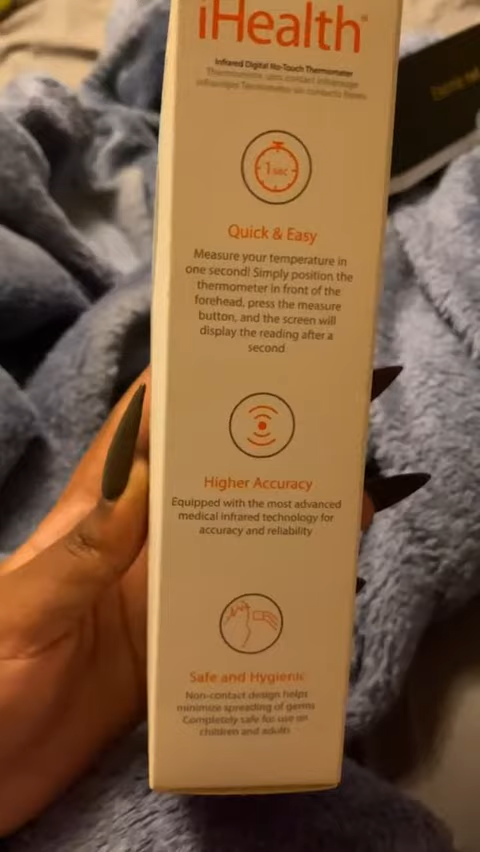 iHealth®
Infrared Digital No-Touch Thermometer
1 sec
Quick & Easy
Measure your temperature in
one second! Simply position the
thermometer in front of the
forehead, press the measure
button, and the screen will
display the reading after a
second.
Higher Accuracy
Equipped with the most advanced
medical infrared technology for
accuracy and reliability
Safe and Hygienic
Non-contact design helps
minimize spreading of germs
Completely safe for use on
children and adults